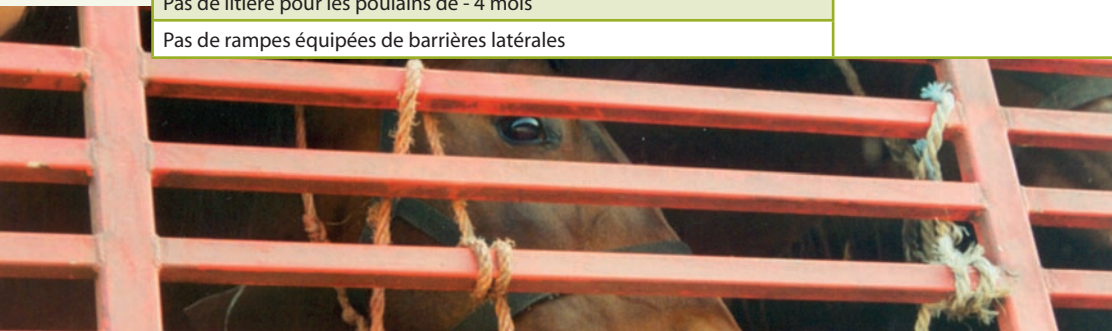 Pas de litière pour les poulains de - 4 mois
Pas de rampes équipées de barrières latérales